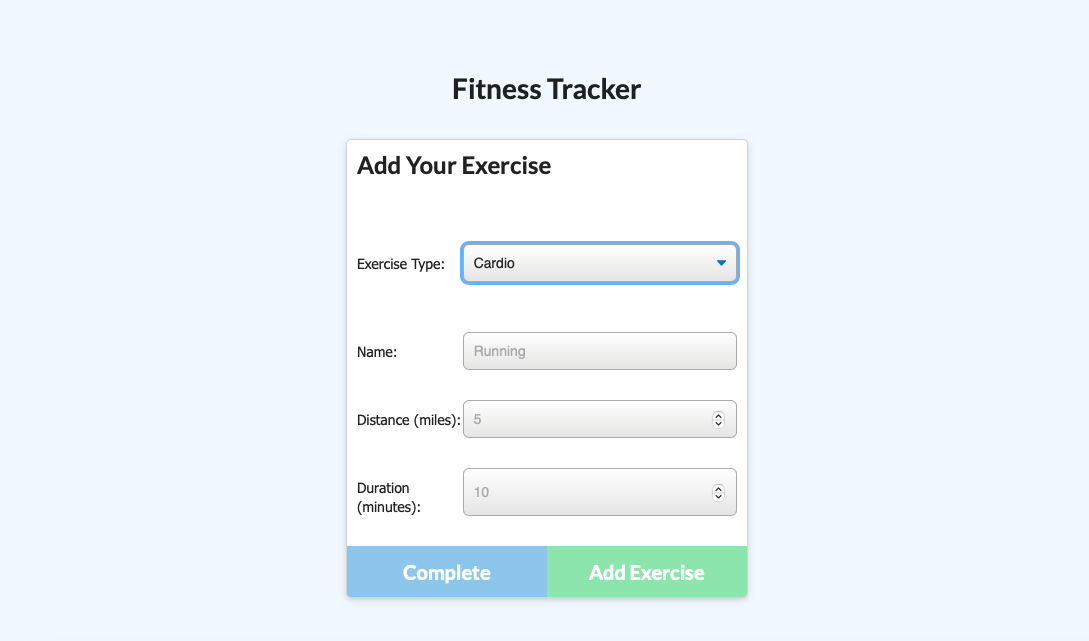 Fitness Tracker
Add Your Exercise
Exercise Type: Cardio
Name: Running
Distance (miles): 5
Duration (minutes): 10
Complete Add Exercise